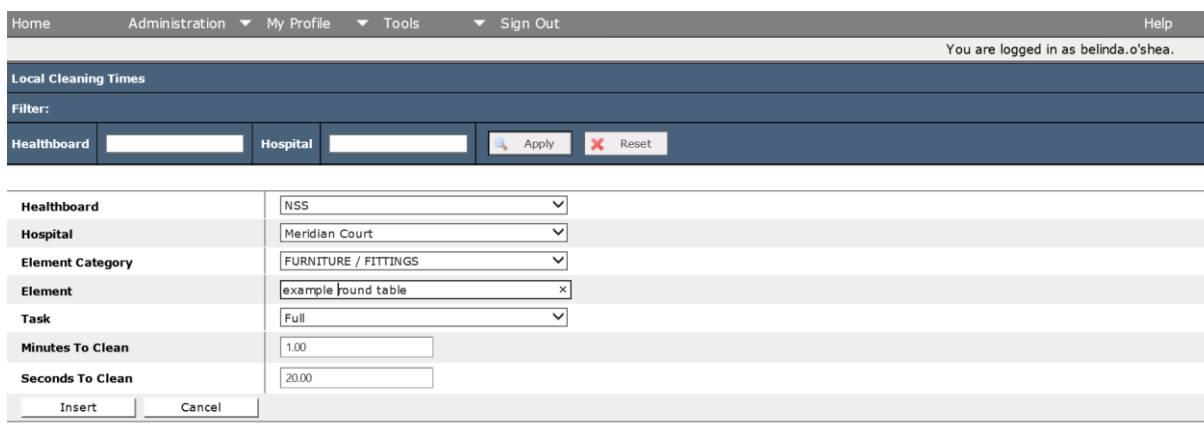 Home Administration My Profile Tools Sign Out Help
You are logged in as belinda.o'shea.
Local Cleaning Times
Filter:
Healthboard Hospital Apply Reset
Healthboard NSS
Hospital Meridian Court
Element Category FURNITURE / FITTINGS
Element example round table ×
Task Full
Minutes To Clean 1.00
Seconds To Clean 20.00
Insert Cancel